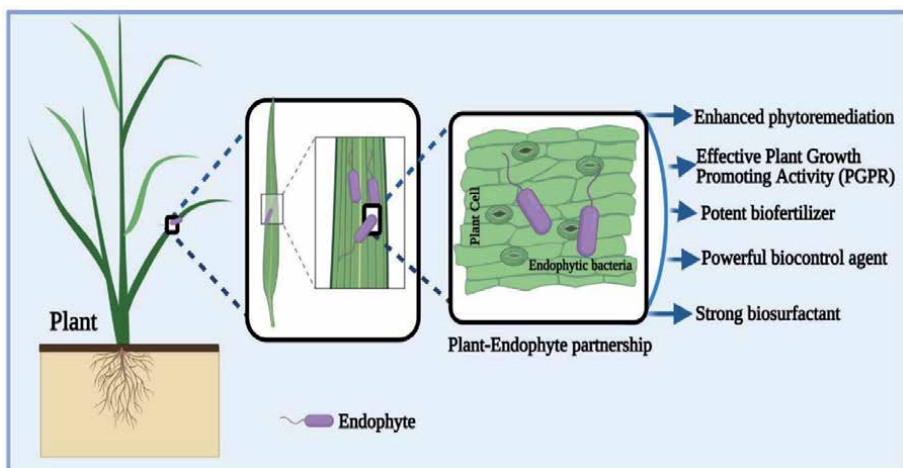 Plant
Plant Cell
Endophytic bacteria
Plant-Endophyte partnership
Endophyte
Enhanced phytoremediation
Effective Plant Growth
Promoting Activity (PGPR)
Potent biofertilizer
Powerful biocontrol agent
Strong biosurfactant